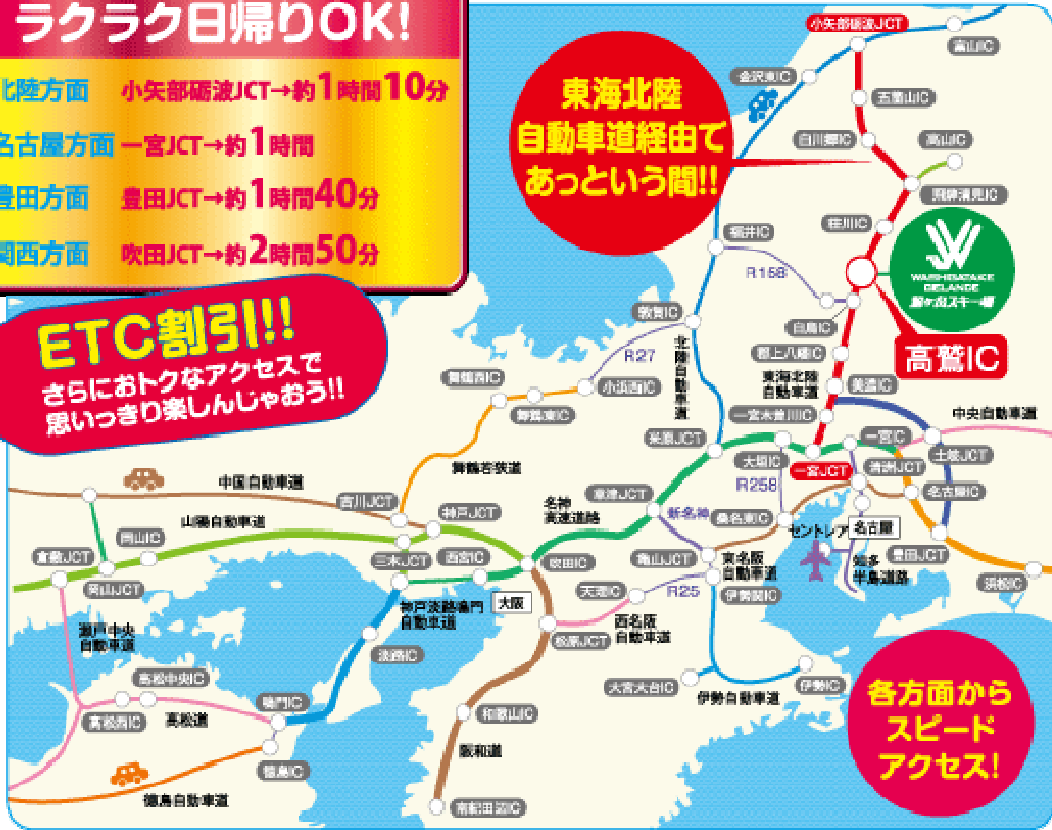 ラクラク日帰りOK!
北陸方面 小矢部砺波JCT→約1時間10分
名古屋方面 一宮JCT→約1時間
豊田方面 豊田JCT→約1時間40分
関西方面 吹田JCT→約2時間50分
ETC割引!!
さらにおトクなアクセスで
思いっきり楽しんじゃおう!!
東海北陸
自動車道経由で
あっという間!!
小矢部砺波JCT
富山IC
金沢東IC
五箇山IC
白川郷IC
高山IC
飛騨清見IC
荘川IC
福井IC
R158
白鳥IC
高鷲IC
敦賀IC
R27
北陸自動車道
郡上八幡IC
東海北陸
自動車道
美濃IC
舞鶴西IC
小浜西IC
舞鶴東IC
一宮木曽川IC
中央自動車道
米原JCT
一宮IC
大垣IC
一宮JCT
清洲JCT
土岐JCT
舞鶴若狭道
中国自動車道
R258
名古屋IC
草津JCT
吉川JCT
神戸JCT
名神
高速道路
新名神
桑名東IC
セントレア
名古屋
山陽自動車道
岡山IC
倉敷JCT
三木JCT
西宮IC
吹田IC
亀山JCT
東名阪
自動車道
豊田JCT
知多
半島道路
浜松IC
岡山JCT
天理IC
R25
伊勢関IC
神戸淡路鳴門
自動車道
大阪
西名阪
自動車道
松原JCT
瀬戸中央
自動車道
淡路IC
高松中央IC
大宮大台IC
伊勢IC
伊勢自動車道
鳴門IC
高松西IC
高松道
和歌山IC
阪和道
徳島IC
徳島自動車道
南紀田辺IC
各方面から
スピード
アクセス!